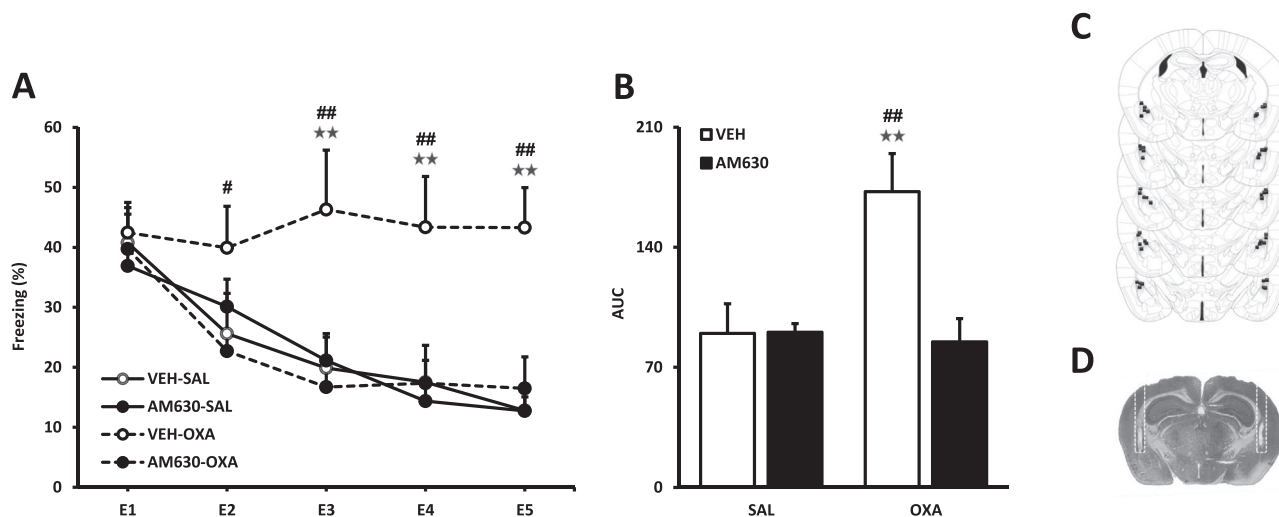 A
Freezing (%)
60
50
40
30
20
10
0
E1 E2 E3 E4 E5
#
##
★★
##
★★
##
★★
VEH-SAL
AM630-SAL
VEH-OXA
AM630-OXA
B
AUC
210
140
70
0
SAL OXA
VEH
AM630
##
★★
C
D